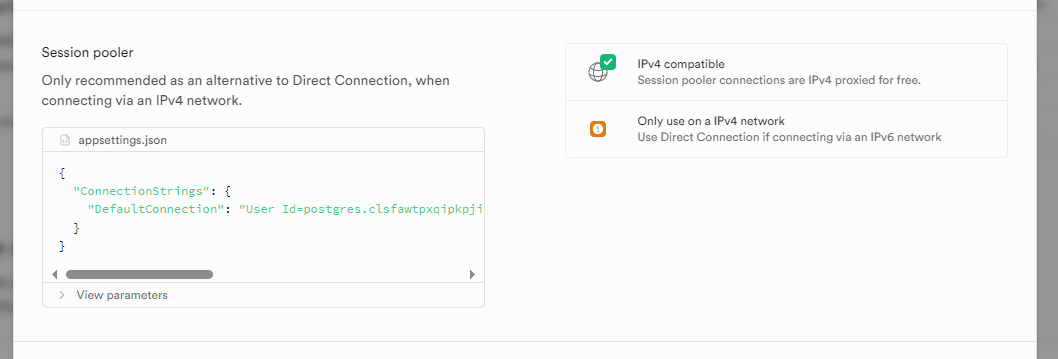 Session pooler
Only recommended as an alternative to Direct Connection, when
connecting via an IPv4 network.
appsettings.json
{
"ConnectionStrings": {
"DefaultConnection": "User Id=postgres.clsfawtpxqipkpji
}
}
View parameters
IPv4 compatible
Session pooler connections are IPv4 proxied for free.
Only use on a IPv4 network
Use Direct Connection if connecting via an IPv6 network